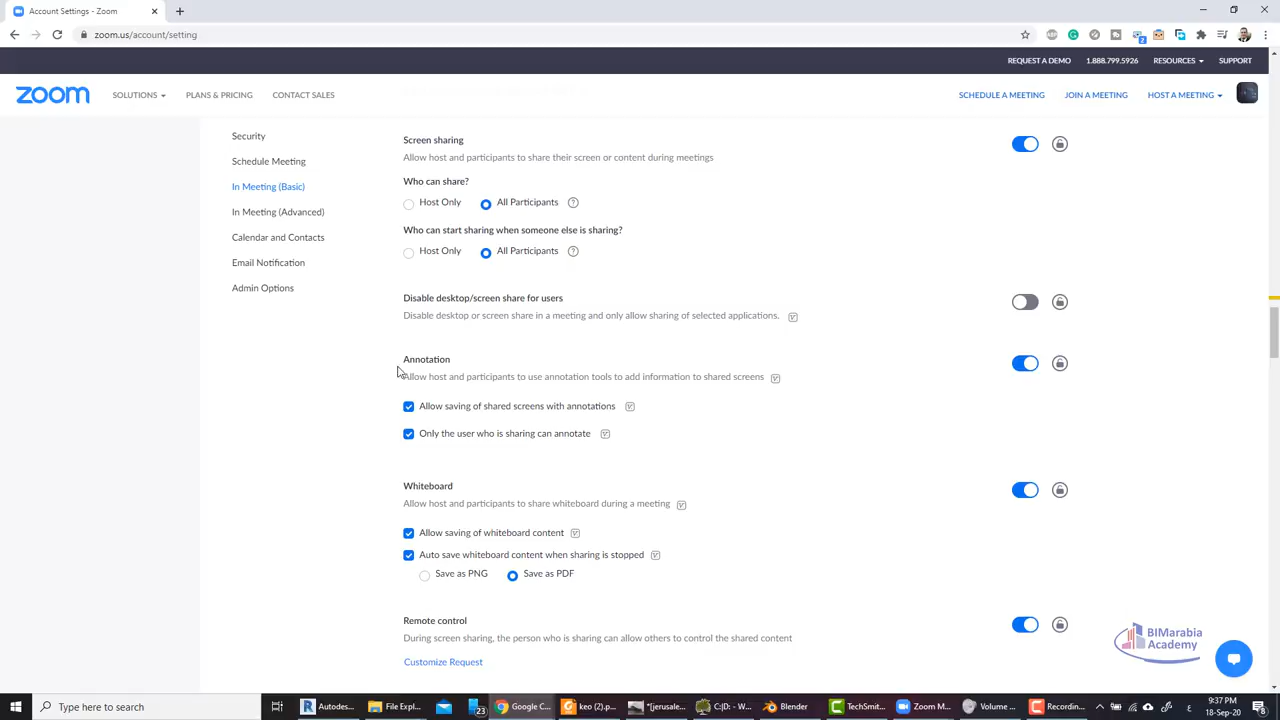 Account Settings - Zoom
zoom.us/account/setting
2
REQUEST A DEMO 1.888.799.5926 RESOURCES SUPPORT
zoom SOLUTIONS PLANS & PRICING CONTACT SALES SCHEDULE A MEETING JOIN A MEETING HOST A MEETING
Security
Schedule Meeting
In Meeting (Basic)
In Meeting (Advanced)
Calendar and Contacts
Email Notification
Admin Options
Screen sharing
Allow host and participants to share their screen or content during meetings
Who can share?
Host Only All Participants ?
Who can start sharing when someone else is sharing?
Host Only All Participants ?
Disable desktop/screen share for users
Disable desktop or screen share in a meeting and only allow sharing of selected applications.
Annotation
Allow host and participants to use annotation tools to add information to shared screens
Allow saving of shared screens with annotations
Only the user who is sharing can annotate
Whiteboard
Allow host and participants to share whiteboard during a meeting
Allow saving of whiteboard content
Auto save whiteboard content when sharing is stopped
Save as PNG Save as PDF
Remote control
During screen sharing, the person who is sharing can allow others to control the shared content
Customize Request
BIMarabia
Academy
Type here to search
Autodes... File Explo... 23 Google C... keo (2).p... *[jerusale... C:JD: - W... Blender TechSmit... Zoom M... Volume ... Recordin...
9:37 PM
18-Sep-20